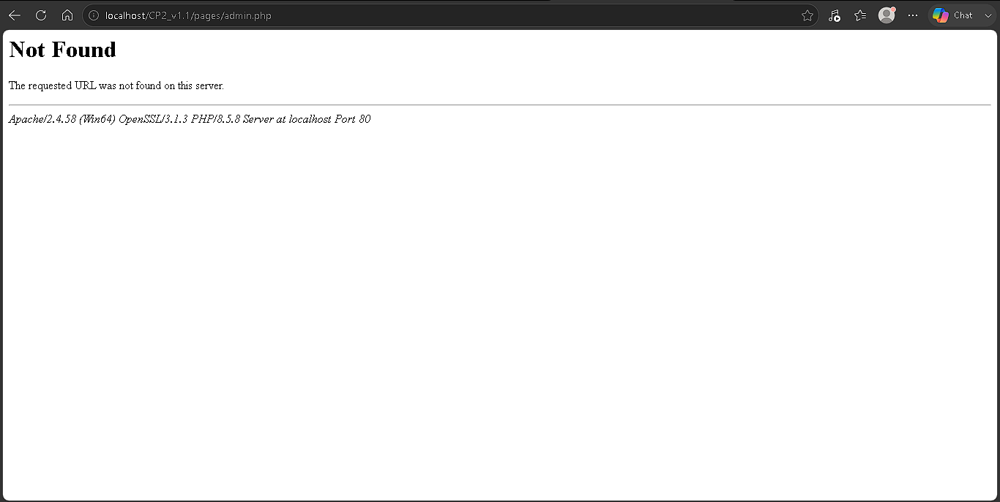 localhost/CP2_v1.1/pages/admin.php
Chat
Not Found
The requested URL was not found on this server.
Apache/2.4.58 (Win64) OpenSSL/3.1.3 PHP/8.5.8 Server at localhost Port 80